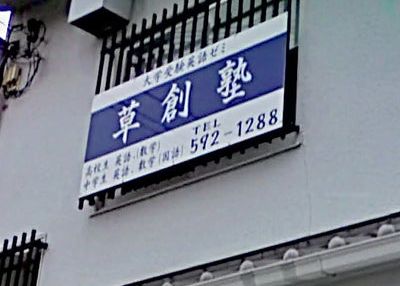 大学受験英語ゼミ
草創塾
高校生 英語・(数学)
中学生 英語・数学(国語)
TEL
592-1288